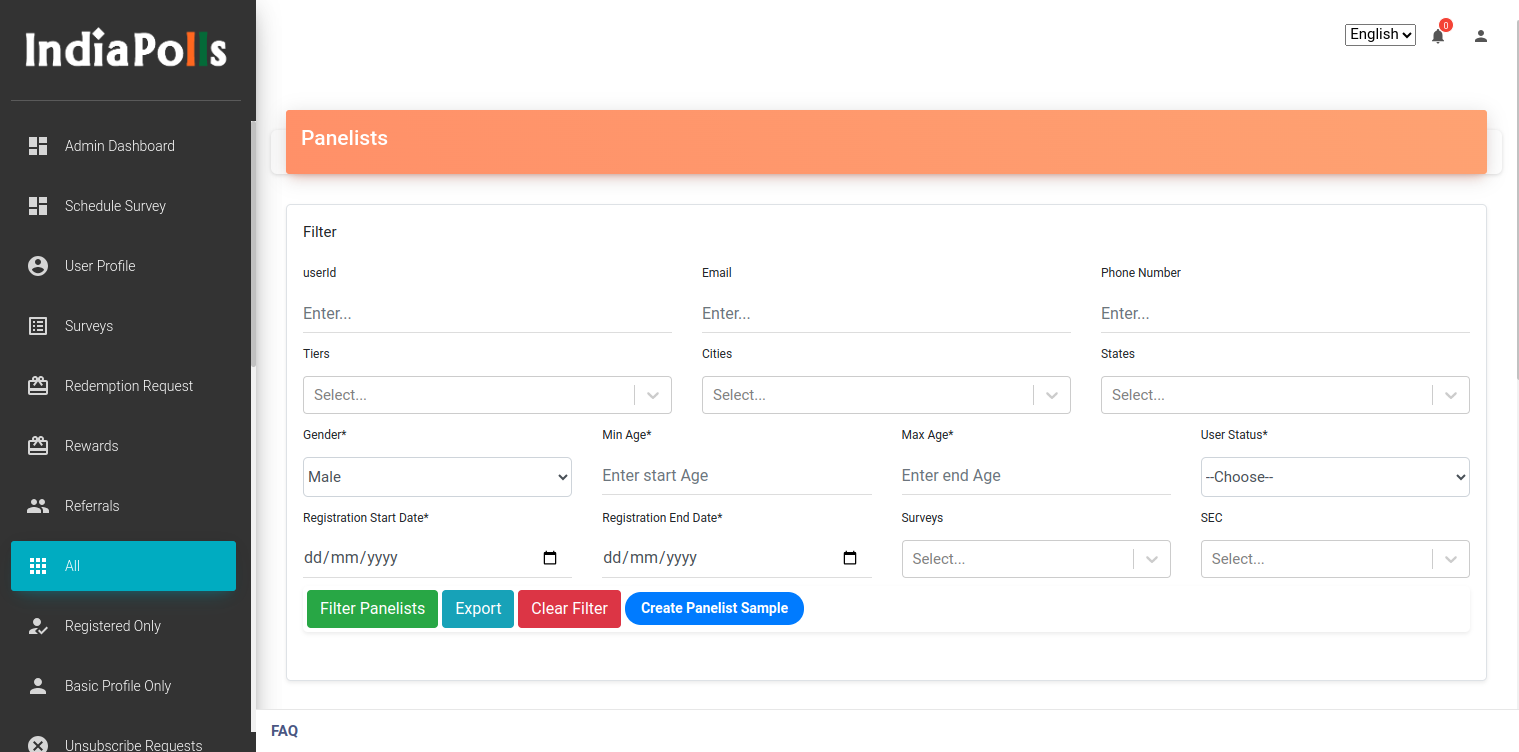 IndiaPolls
Admin Dashboard
Schedule Survey
User Profile
Surveys
Redemption Request
Rewards
Referrals
All
Registered Only
Basic Profile Only
Unsubscribe Requests
English
0
Panelists
Filter
userId Email Phone Number
Enter... Enter... Enter...
Tiers Cities States
Select... Select... Select...
Gender* Min Age* Max Age* User Status*
Male Enter start Age Enter end Age --Choose--
Registration Start Date* Registration End Date* Surveys SEC
dd/mm/yyyy dd/mm/yyyy Select... Select...
Filter Panelists Export Clear Filter Create Panelist Sample
FAQ